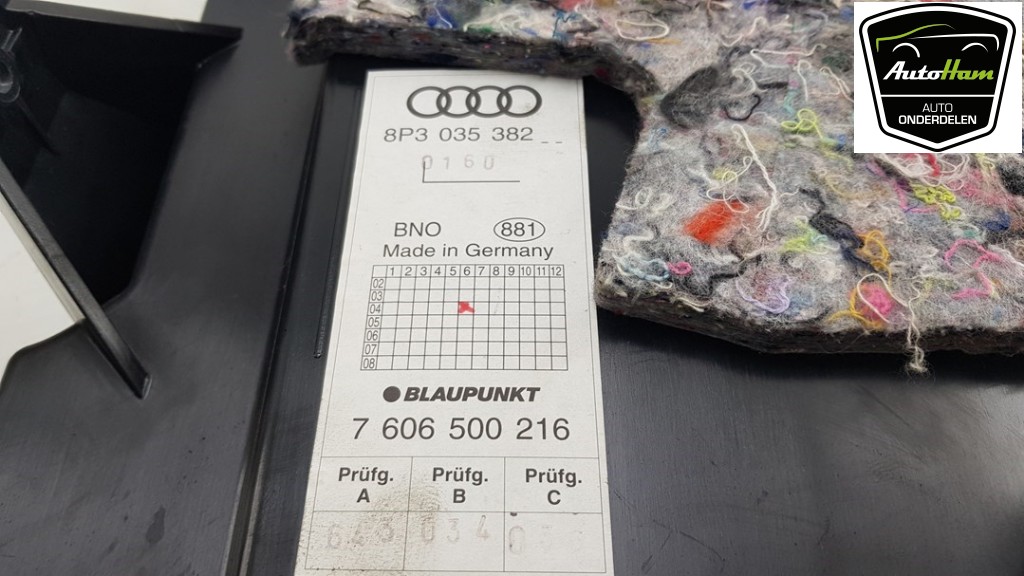 8P3 035 382 --
0160
BNO 881
Made in Germany
1 2 3 4 5 6 7 8 9 10 11 12
02
03
04
05
06
07
08
BLAUPUNKT
7 606 500 216
Prüfg. Prüfg. Prüfg.
A B C
034
AutoHam
AUTO
ONDERDELEN